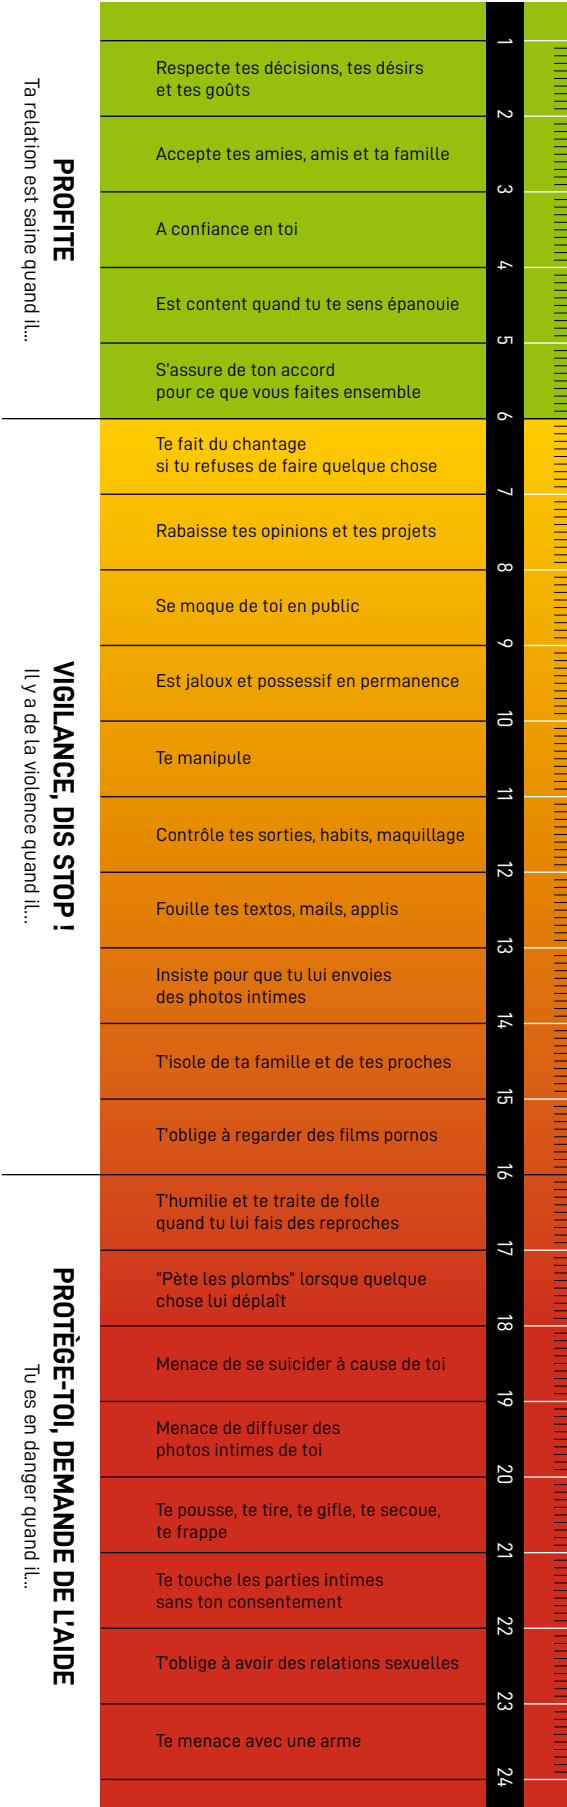 PROFITE
Ta relation est saine quand il...
1
Respecte tes décisions, tes désirs
et tes goûts
2
Accepte tes amies, amis et ta famille
3
A confiance en toi
4
Est content quand tu te sens épanouie
5
S'assure de ton accord
pour ce que vous faites ensemble
6
VIGILANCE, DIS STOP !
Il y a de la violence quand il...
Te fait du chantage
si tu refuses de faire quelque chose
7
Rabaisse tes opinions et tes projets
8
Se moque de toi en public
9
Est jaloux et possessif en permanence
10
Te manipule
11
Contrôle tes sorties, habits, maquillage
12
Fouille tes textos, mails, applis
13
Insiste pour que tu lui envoies
des photos intimes
14
T'isole de ta famille et de tes proches
15
T'oblige à regarder des films pornos
16
PROTÈGE-TOI, DEMANDE DE L'AIDE
Tu es en danger quand il...
T'humilie et te traite de folle
quand tu lui fais des reproches
17
"Pète les plombs" lorsque quelque
chose lui déplaît
18
Menace de se suicider à cause de toi
19
Menace de diffuser des
photos intimes de toi
20
Te pousse, te tire, te gifle, te secoue,
te frappe
21
Te touche les parties intimes
sans ton consentement
22
T'oblige à avoir des relations sexuelles
23
Te menace avec une arme
24